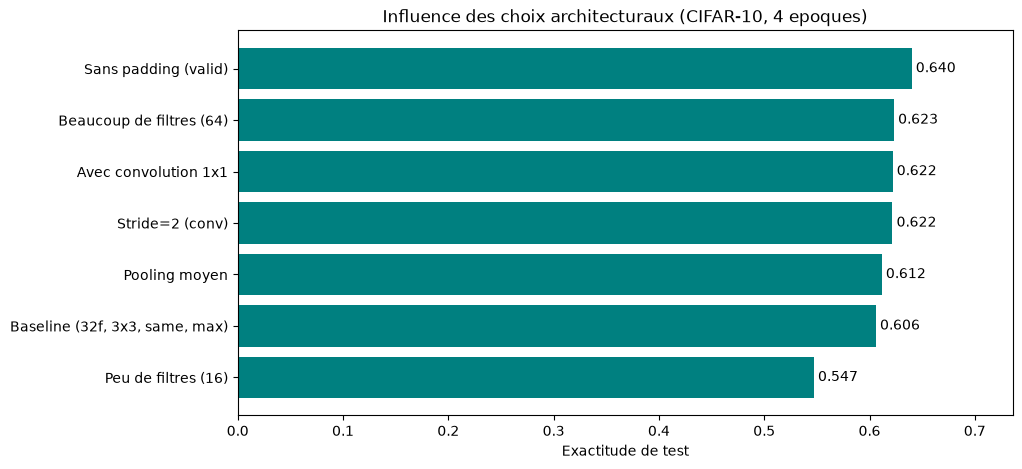 Influence des choix architecturaux (CIFAR-10, 4 epoques)
Sans padding (valid)
0.640
Beaucoup de filtres (64)
0.623
Avec convolution 1x1
0.622
Stride=2 (conv)
0.622
Pooling moyen
0.612
Baseline (32f, 3x3, same, max)
0.606
Peu de filtres (16)
0.547
0.0 0.1 0.2 0.3 0.4 0.5 0.6 0.7
Exactitude de test